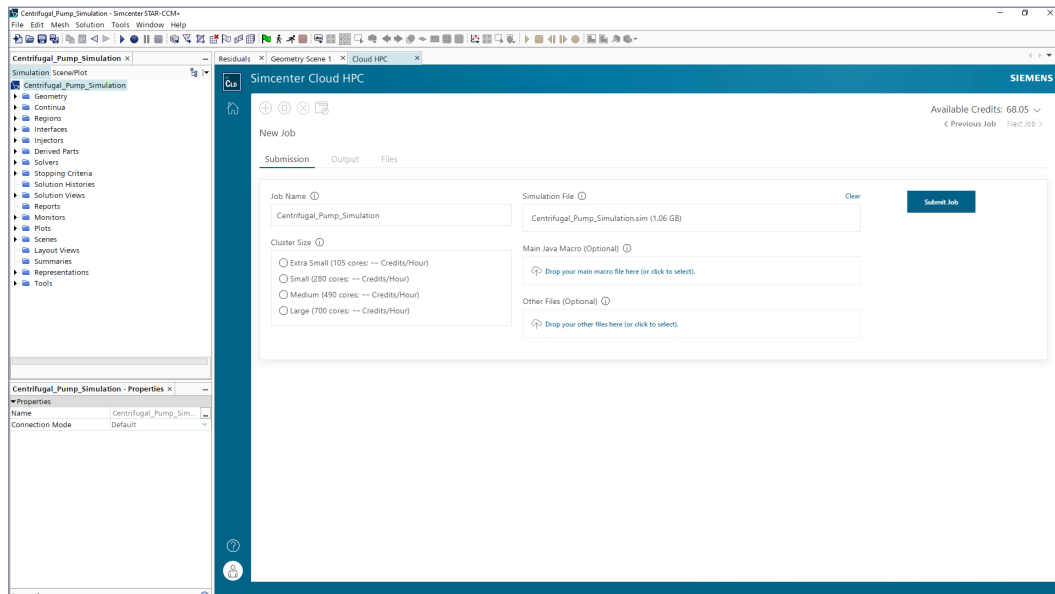 Centrifugal_Pump_Simulation - Simcenter STAR-CCM+
File Edit Mesh Solution Tools Window Help
Centrifugal_Pump_Simulation ×
Simulation Scene/Plot
Centrifugal_Pump_Simulation
Geometry
Continua
Regions
Interfaces
Injectors
Derived Parts
Solvers
Stopping Criteria
Solution Histories
Solution Views
Reports
Monitors
Plots
Scenes
Layout Views
Summaries
Representations
Tools
Centrifugal_Pump_Simulation - Properties ×
Properties
Name Centrifugal_Pump_Sim... ...
Connection Mode Default
Residuals × Geometry Scene 1 × Cloud HPC ×
CLD Simcenter Cloud HPC SIEMENS
Available Credits: 68.05
< Previous Job Next Job >
New Job
Submission Output Files
Job Name
Centrifugal_Pump_Simulation
Cluster Size
Extra Small (105 cores: -- Credits/Hour)
Small (280 cores: -- Credits/Hour)
Medium (490 cores: -- Credits/Hour)
Large (700 cores: -- Credits/Hour)
Simulation File Clear
Centrifugal_Pump_Simulation.sim (1.06 GB)
Main Java Macro (Optional)
Drop your main macro file here (or click to select).
Other Files (Optional)
Drop your other files here (or click to select).
Submit Job